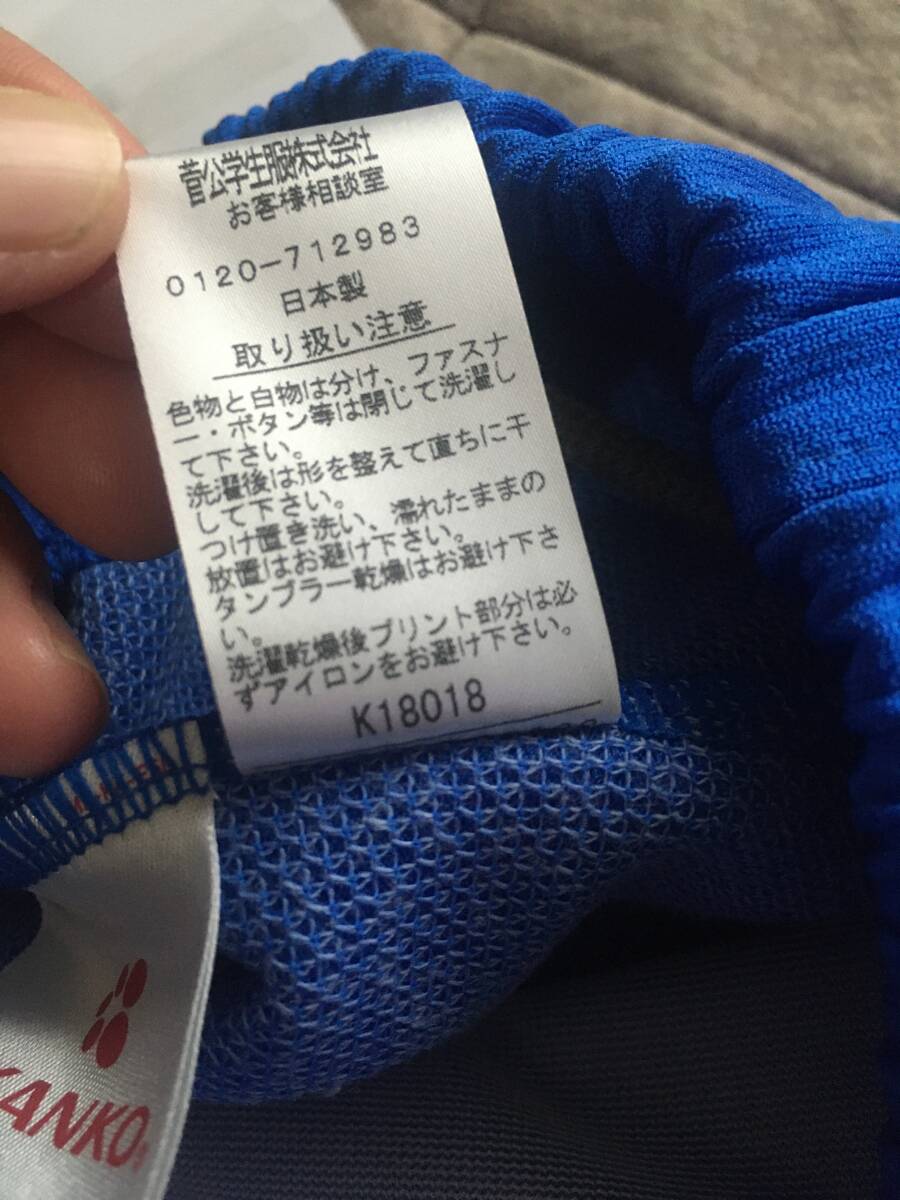 菅公学生服株式会社
お客様相談室
0120-712983
日本製
取り扱い注意
色物と白物は分け、ファスナ
ー・ボタン等は閉じて洗濯し
て下さい。
洗濯後は形を整えて直ちに干
して下さい。
つけ置き洗い、濡れたままの
放置はお避け下さい。
タンブラー乾燥はお避け下さ
い。
洗濯乾燥後プリント部分は必
ずアイロンをお避け下さい。
K18018
KANKO